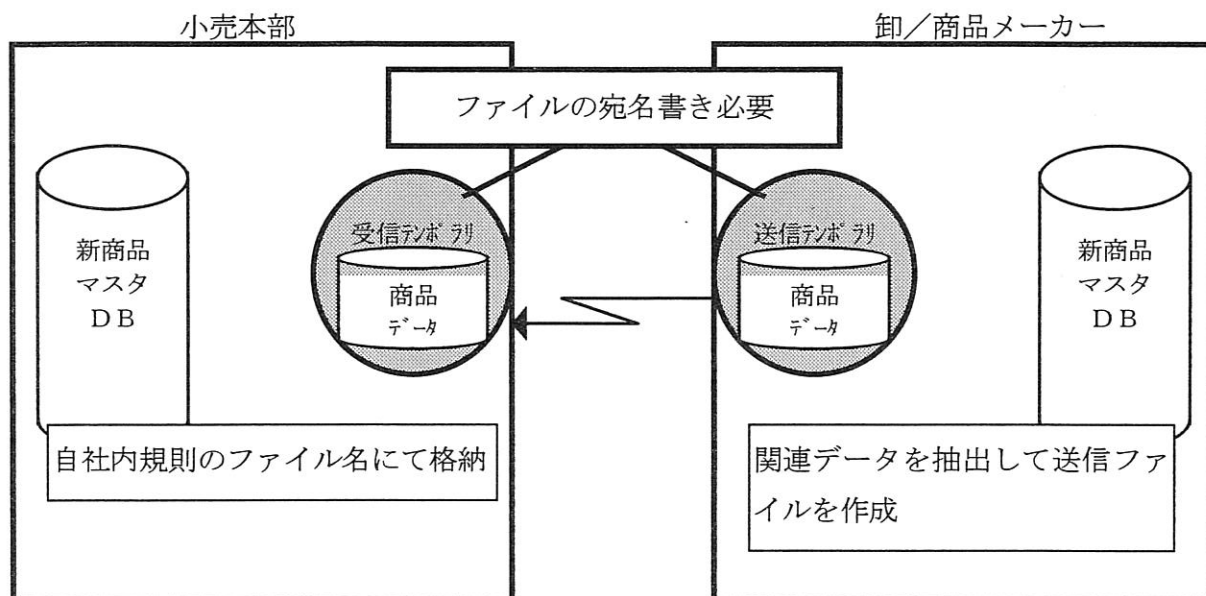 小売本部
卸／商品メーカー
ファイルの宛名書き必要
新商品
マスタ
ＤＢ
受信ﾃﾝﾎﾟﾗﾘ
商品
ﾃﾞｰﾀ
送信ﾃﾝﾎﾟﾗﾘ
商品
ﾃﾞｰﾀ
新商品
マスタ
ＤＢ
自社内規則のファイル名にて格納
関連データを抽出して送信ファ
イルを作成